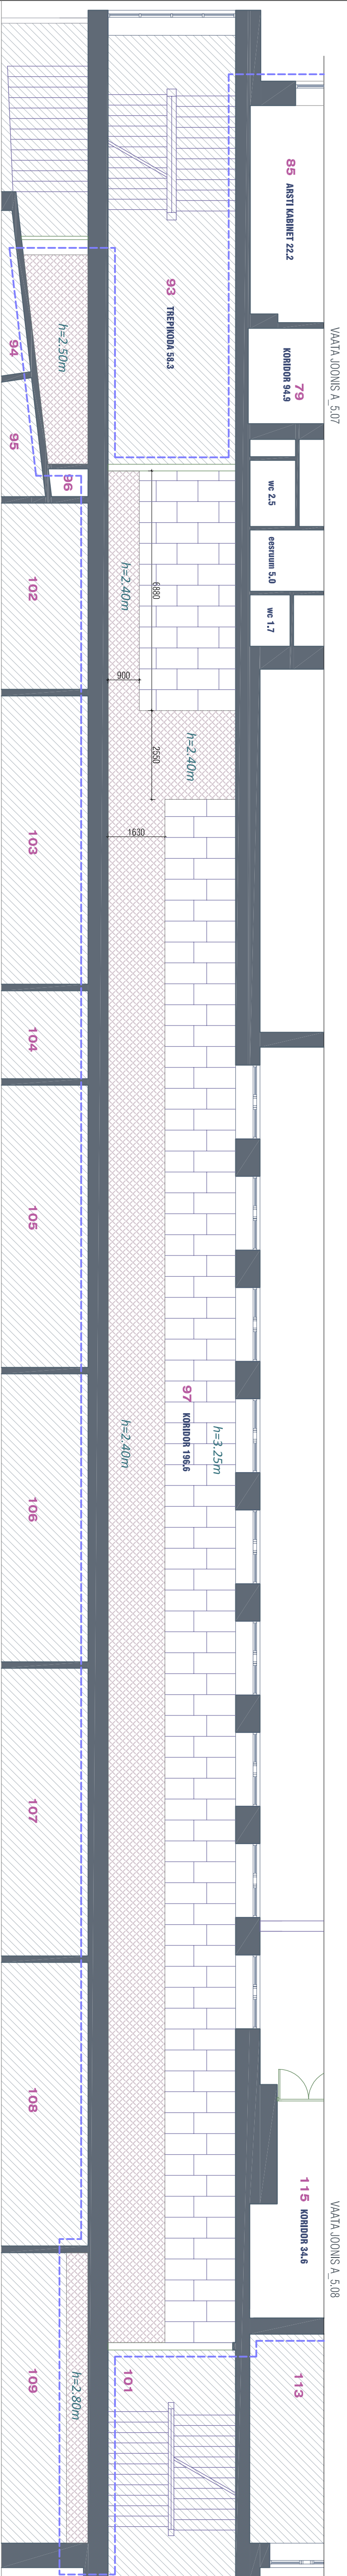 VAATA JOONIS A_5.07
85 ARSTI KABINET 22.2
79
KORIDOR 94.9
93 TREPIKODA 58.3
h=2.50m
94
95
96
wc 2.5
eesruum 5.0
wc 1.7
102
h=2.40m
6880
900
h=2.40m
2550
1630
103
104
105
97 KORIDOR 196.6
h=3.25m
h=2.40m
106
107
108
VAATA JOONIS A_5.08
115 KORIDOR 34.6
113
101
h=2.80m
109